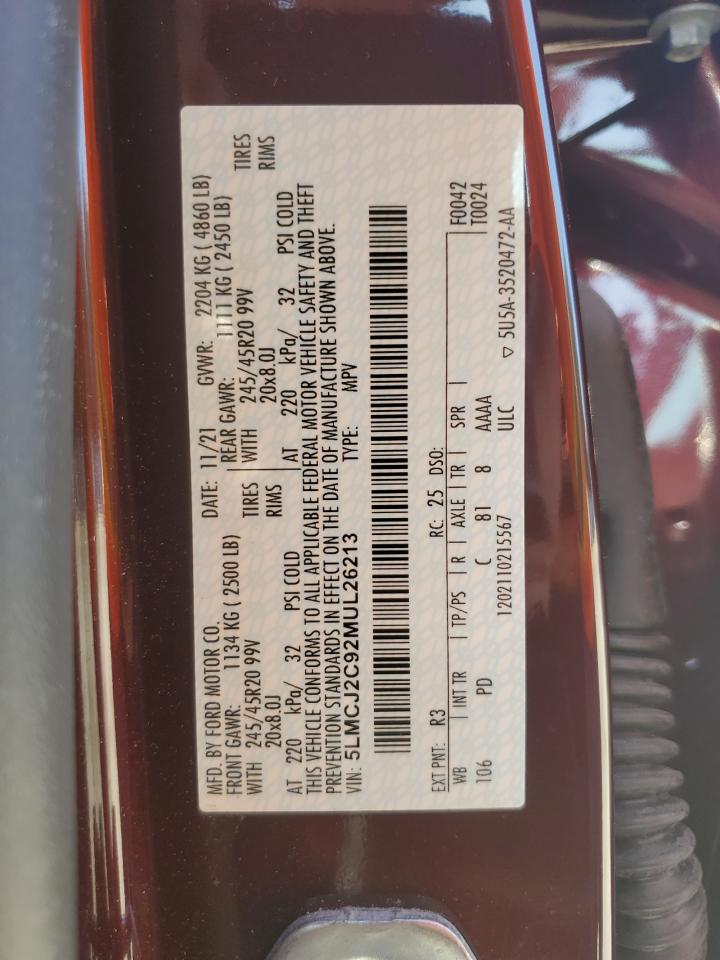 MFD. BY FORD MOTOR CO. DATE: 11/21 GVWR: 2204 KG ( 4860 LB)
FRONT GAWR: 1134 KG ( 2500 LB) REAR GAWR: 1111 KG ( 2450 LB)
WITH 245/45R20 99V TIRES WITH 245/45R20 99V TIRES
20x8.0J RIMS 20x8.0J RIMS
AT 220 kPa/ 32 PSI COLD AT 220 kPa/ 32 PSI COLD
THIS VEHICLE CONFORMS TO ALL APPLICABLE FEDERAL MOTOR VEHICLE SAFETY AND THEFT
PREVENTION STANDARDS IN EFFECT ON THE DATE OF MANUFACTURE SHOWN ABOVE.
VIN: 5LMCJ2C92MUL26213 TYPE: MPV
EXT PNT: R3 RC: 25 DSO: F0042
WB | INT TR | TP/PS | R | AXLE | TR | SPR | T0024
106 PD C 81 8 AAAA
1202110215567 ULC ▽ 5U5A-3520472-AA